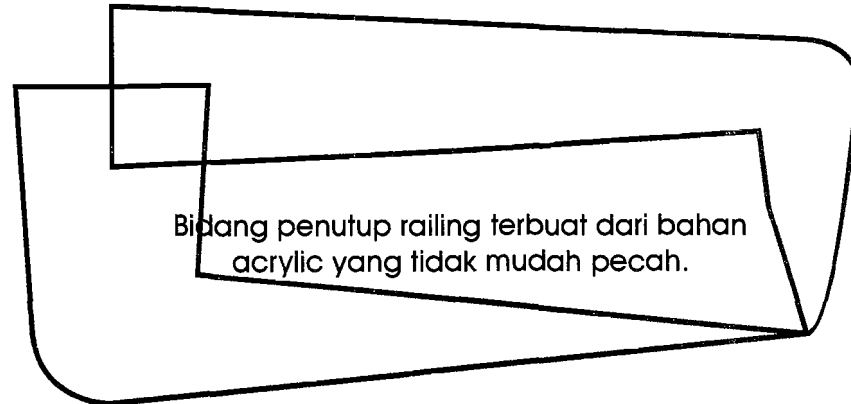 Bidang penutup railing terbuat dari bahan
acrylic yang tidak mudah pecah.